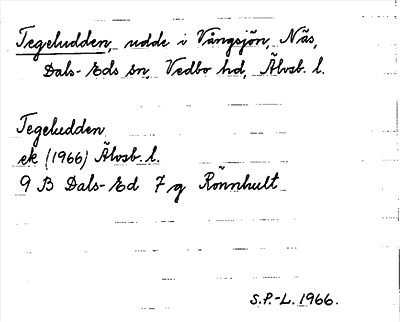 Tegeludden, udde i Vångsjön, Näs,
Dals-Eds sn, Vedbo hd, Älvsb. l.
Tegeludden
ek (1966) Älvsb. l.
9 B Dals-Ed 7 g Rönnhult
S.P.-L. 1966.